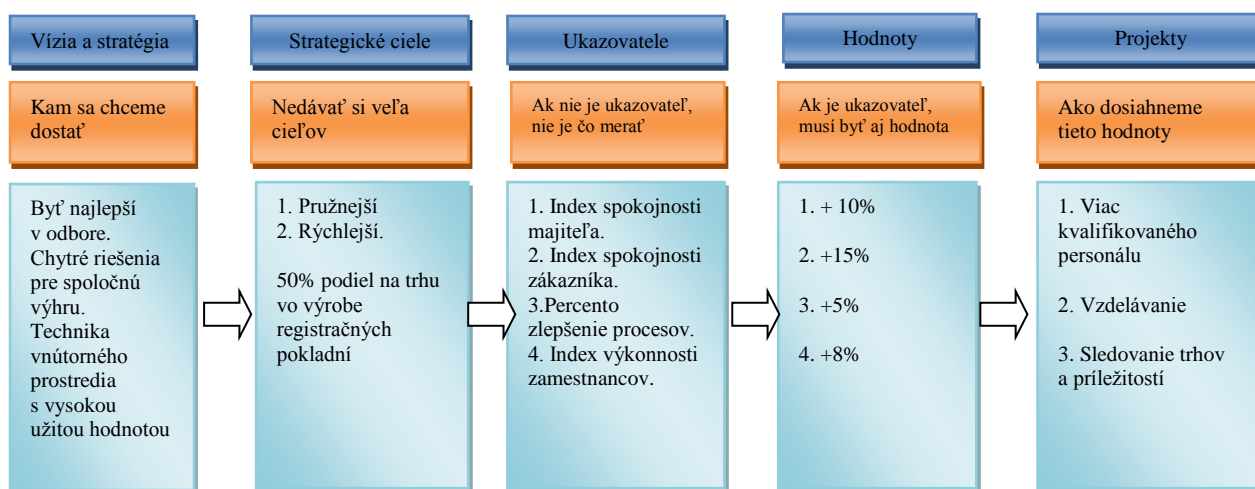 Vízia a stratégia
Kam sa chceme
dostať
Byť najlepší
v odbore.
Chytré riešenia
pre spoločnú
výhru.
Technika
vnútorného
prostredia
s vysokou
užitou hodnotou
Strategické ciele
Nedávať si veľa
cieľov
1. Pružnejší
2. Rýchlejší.
50% podiel na trhu
vo výrobe
registračných
pokladní
Ukazovatele
Ak nie je ukazovateľ,
nie je čo merať
1. Index spokojnosti
majiteľa.
2. Index spokojnosti
zákazníka.
3.Percento
zlepšenie procesov.
4. Index výkonnosti
zamestnancov.
Hodnoty
Ak je ukazovateľ,
musí byť aj hodnota
1. + 10%
2. +15%
3. +5%
4. +8%
Projekty
Ako dosiahneme
tieto hodnoty
1. Viac
kvalifikovaného
personálu
2. Vzdelávanie
3. Sledovanie trhov
a príležitostí